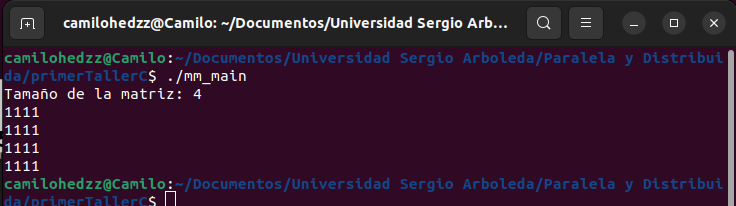 camilohedzz@Camilo: ~/Documentos/Universidad Sergio Arb...
camilohedzz@Camilo:~/Documentos/Universidad Sergio Arboleda/Paralela y Distribui
da/primerTallerC$ ./mm_main
Tamaño de la matriz: 4
1111
1111
1111
1111
camilohedzz@Camilo:~/Documentos/Universidad Sergio Arboleda/Paralela y Distribui
da/primerTallerC$